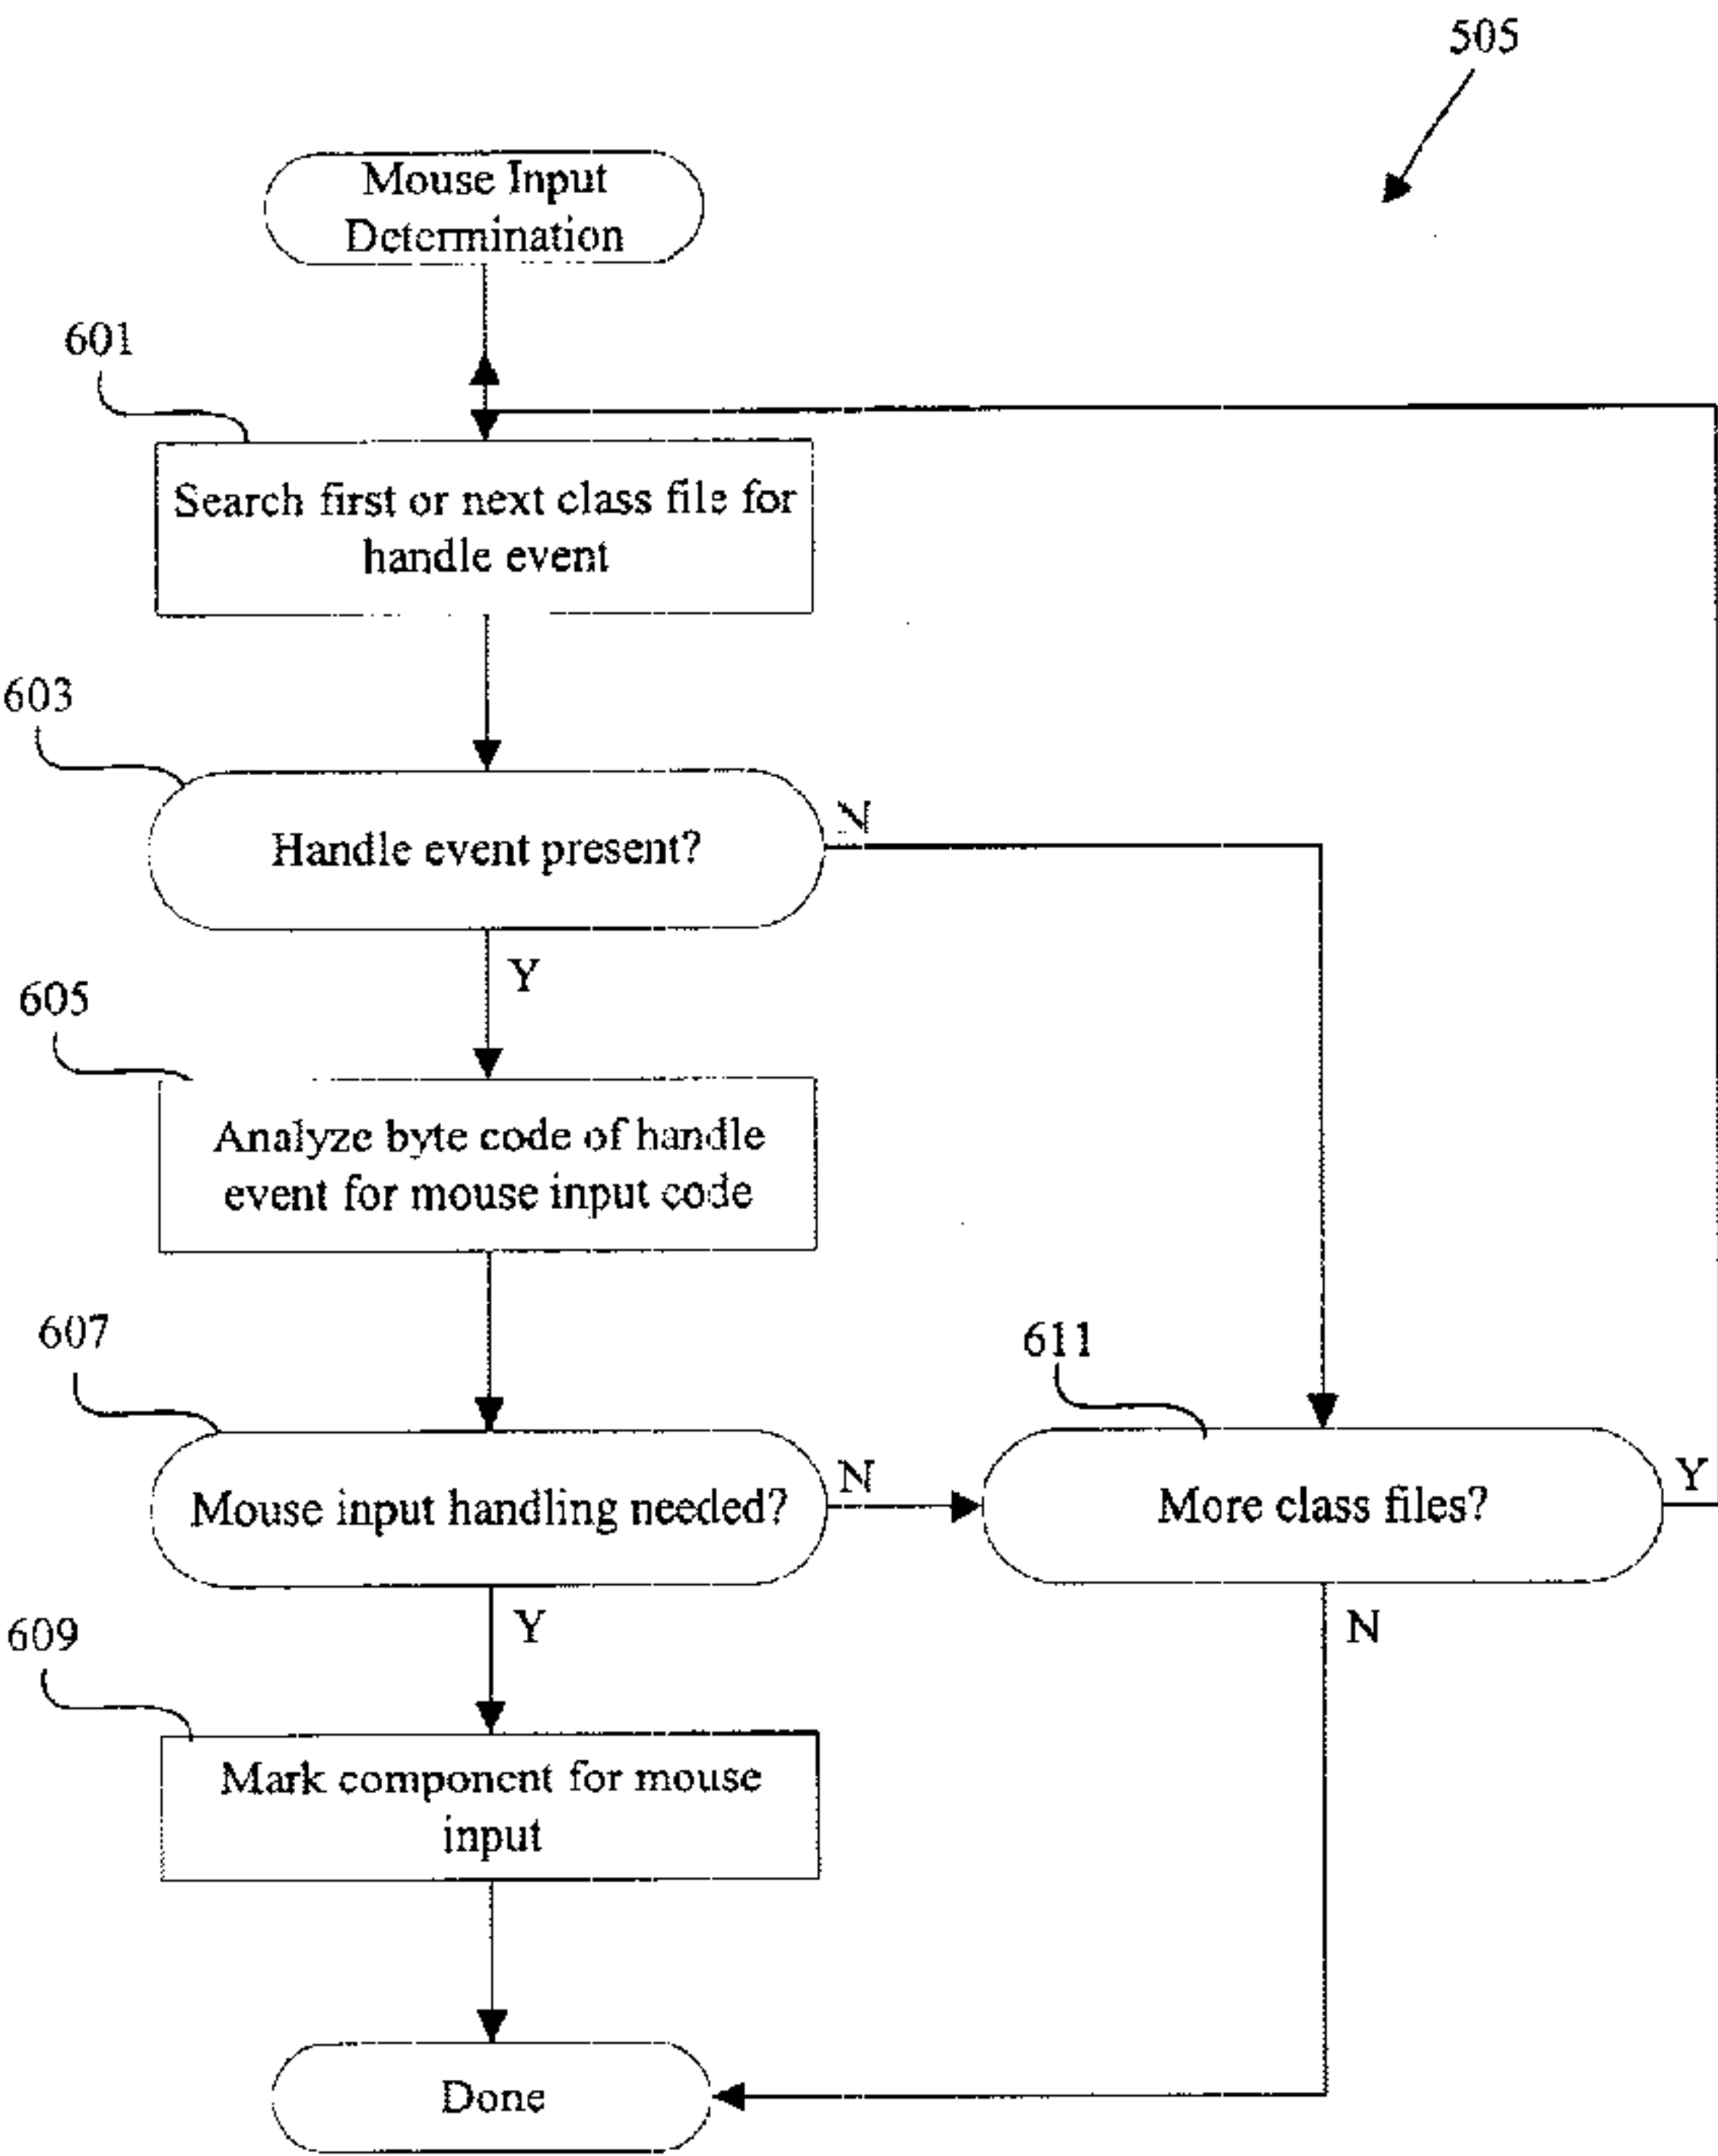 505
Mouse Input
Determination
601
Search first or next class file for
handle event
603
Handle event present?
N
Y
605
Analyze byte code of handle
event for mouse input code
607
Mouse input handling needed?
N
611
More class files?
Y
Y
N
609
Mark component for mouse
input
Done